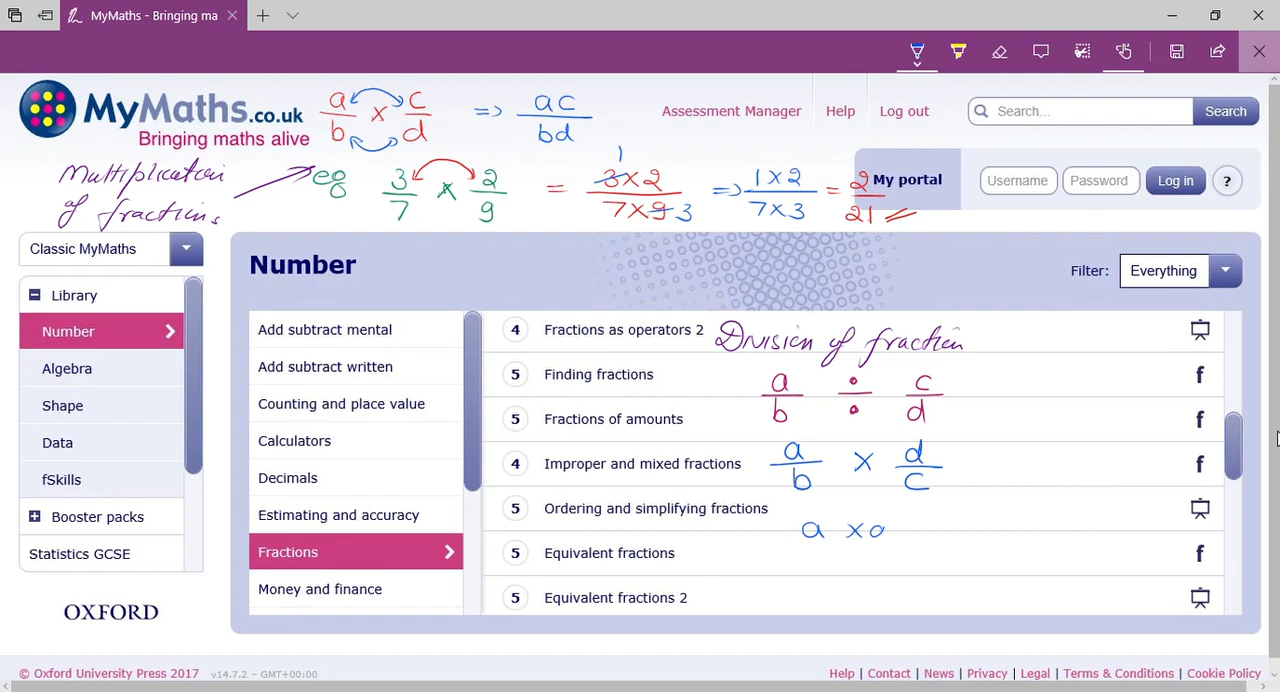 MyMaths - Bringing ma
MyMaths.co.uk
Bringing maths alive
a/b × c/d => ac/bd
Assessment Manager
Help
Log out
Search...
Search
Multiplication
of fractions
eg 3/7 × 2/9 = 3×2/7×9 1 3 => 1×2/7×3 = 2/21
My portal
Username
Password
Log in
?
Classic MyMaths
Number
Filter:
Everything
Library
Number
Algebra
Shape
Data
fSkills
Booster packs
Statistics GCSE
OXFORD
Add subtract mental
Add subtract written
Counting and place value
Calculators
Decimals
Estimating and accuracy
Fractions
Money and finance
4 Fractions as operators 2
Division of fraction
5 Finding fractions f
a/b ÷ c/d
5 Fractions of amounts f
4 Improper and mixed fractions f
a/b × d/c
5 Ordering and simplifying fractions
a ×
5 Equivalent fractions f
5 Equivalent fractions 2
© Oxford University Press 2017 v14.7.2 – GMT+00:00
Help | Contact | News | Privacy | Legal | Terms & Conditions | Cookie Policy